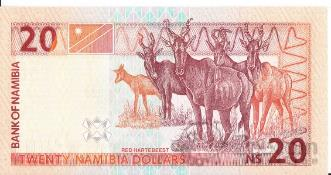 20
BANK OF NAMIBIA
RED HARTEBEEST
TWENTY NAMIBIA DOLLARS
N$ 20